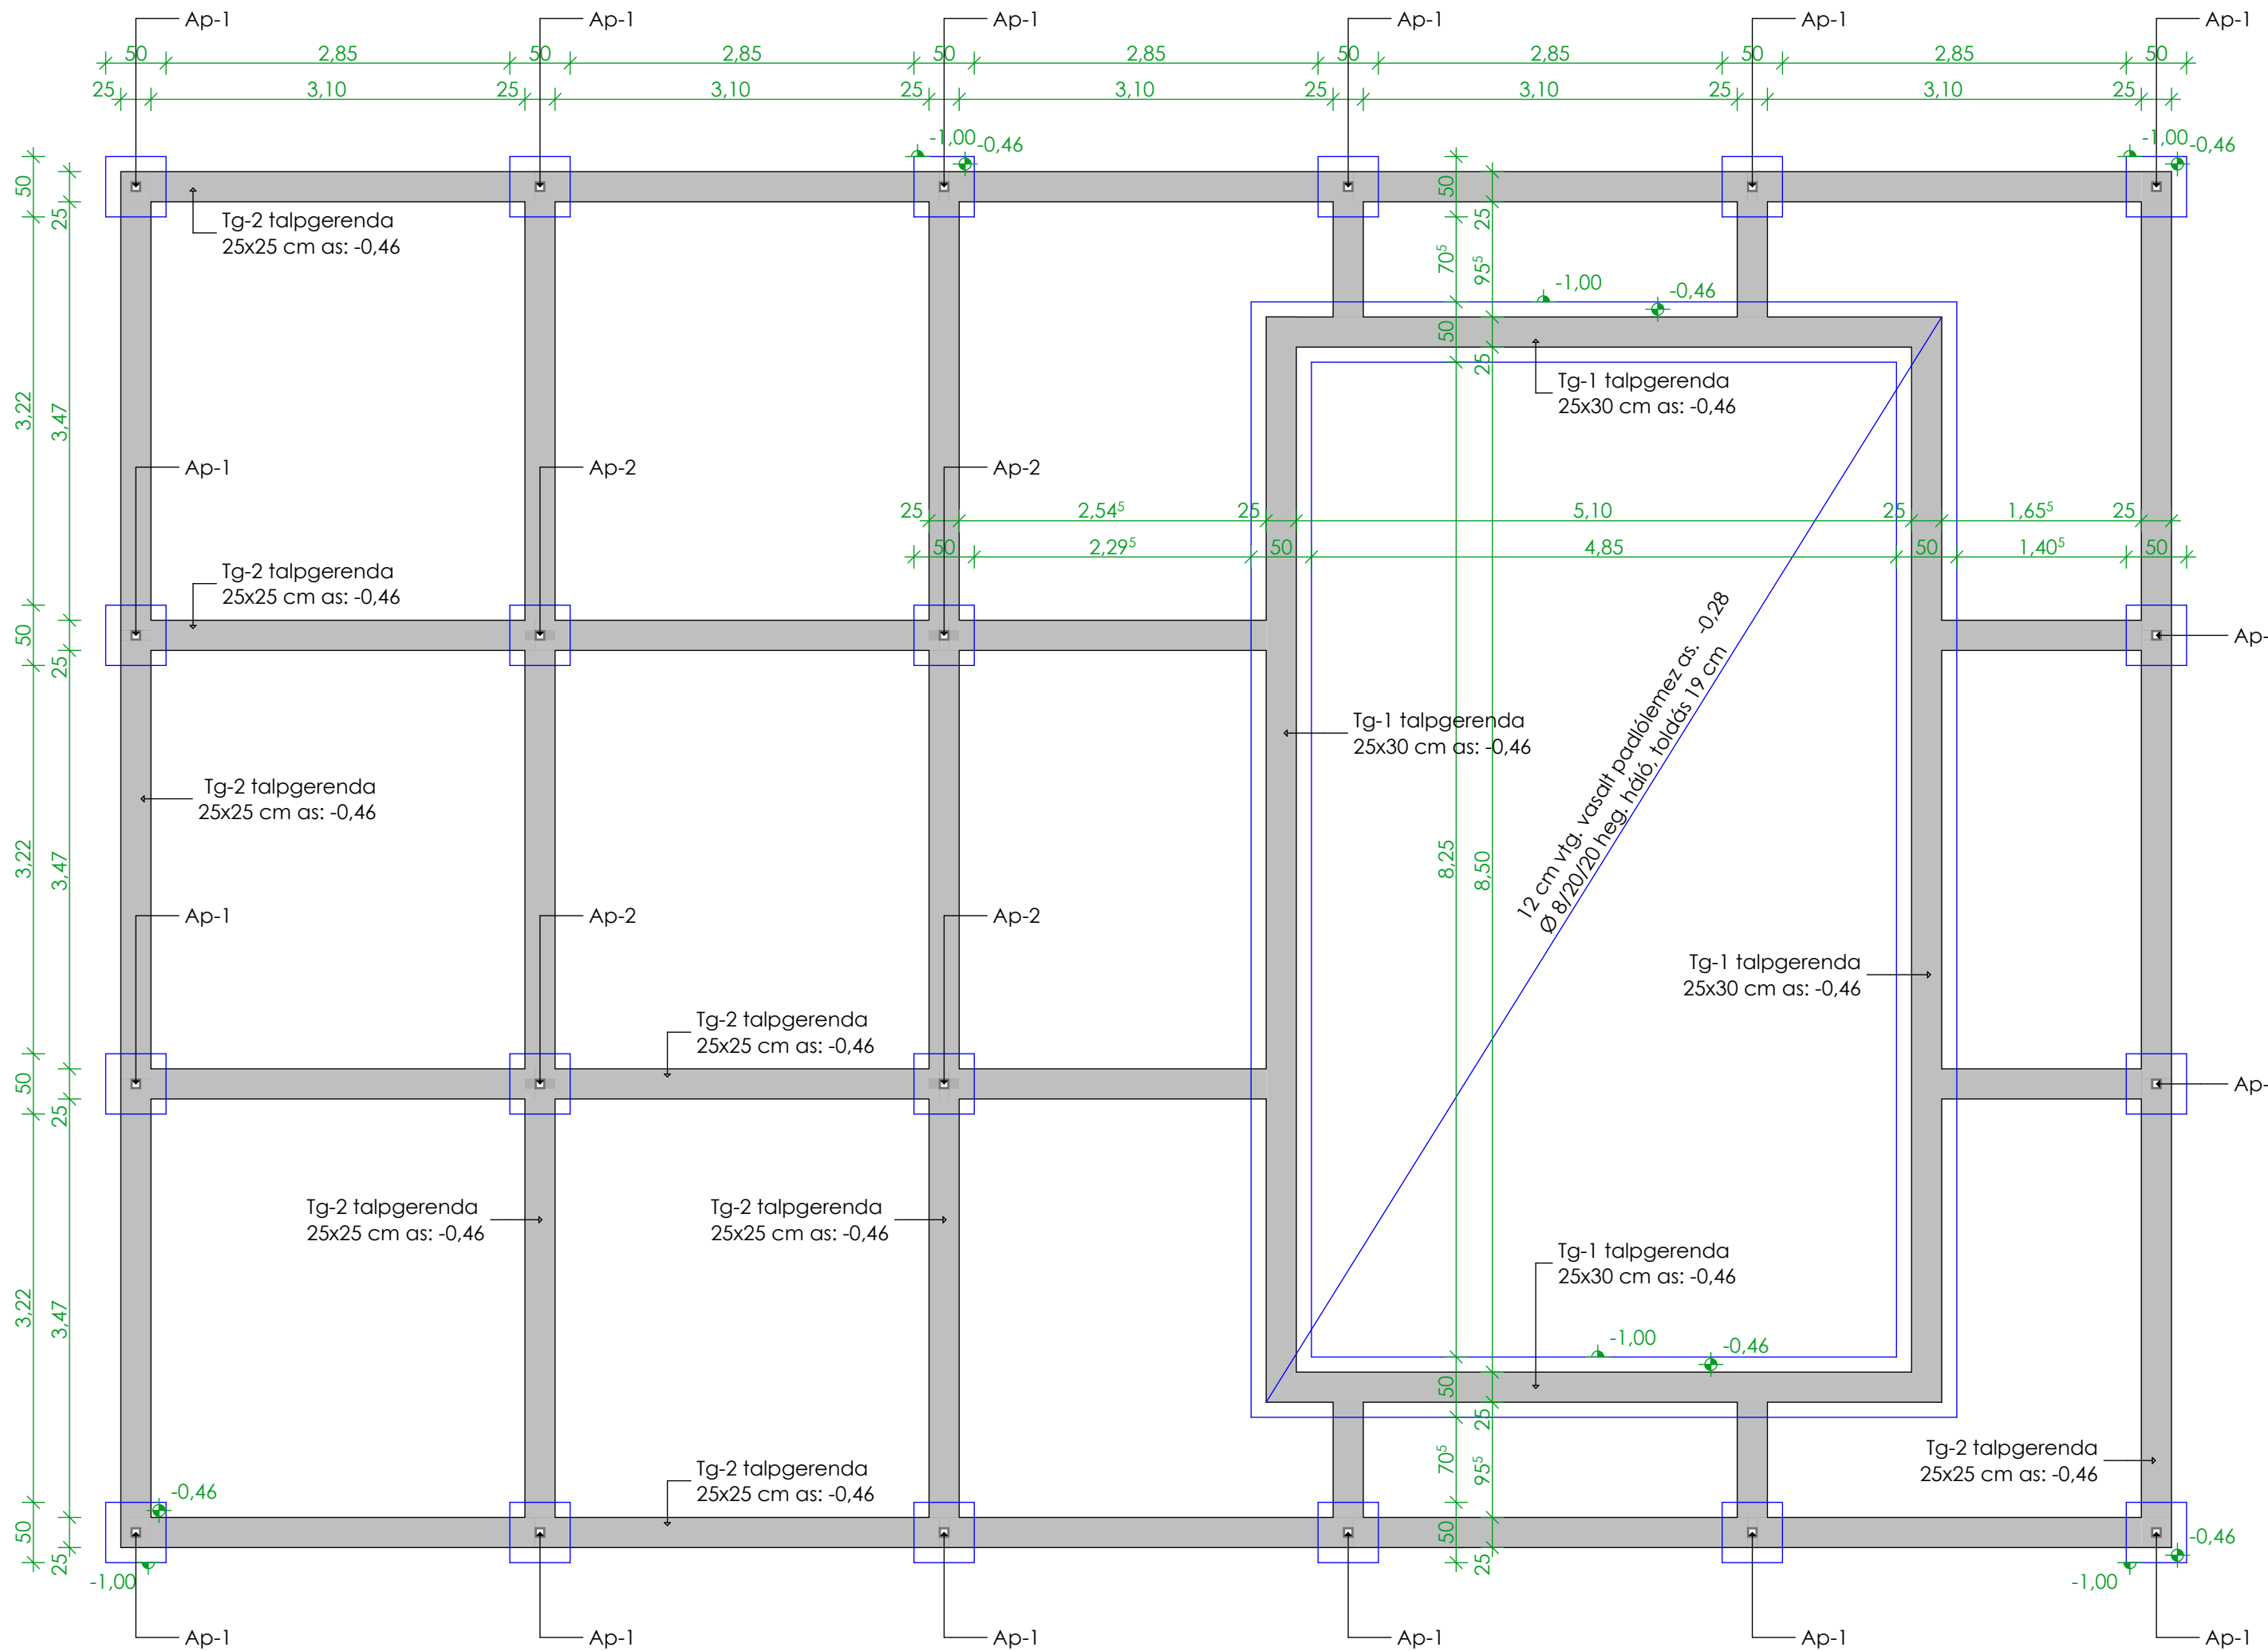 Ap-1 Ap-1 Ap-1 Ap-1 Ap-1 Ap-1
50 2,85 50 2,85 50 2,85 50 2,85 50 2,85 50
25 3,10 25 3,10 25 3,10 25 3,10 25 3,10 25
-1,00 -0,46
-1,00 -0,46
50
25
50
25
Tg-2 talpgerenda
25x25 cm as: -0,46
70⁵
95⁵
-1,00
-0,46
50
25
Tg-1 talpgerenda
25x30 cm as: -0,46
3,22
3,47
Ap-1 Ap-2 Ap-2
25 2,54⁵ 25 5,10 25 1,65⁵ 25
50 2,29⁵ 50 4,85 50 1,40⁵ 50
Tg-2 talpgerenda
25x25 cm as: -0,46
50
25
Ap-
12 cm vtg. vasalt padlólemez as. -0,28
Ø 8/20/20 heg. háló, toldás 19 cm
Tg-1 talpgerenda
25x30 cm as: -0,46
Tg-2 talpgerenda
25x25 cm as: -0,46
3,22
3,47
8,25
8,50
Ap-1 Ap-2 Ap-2
Tg-1 talpgerenda
25x30 cm as: -0,46
Tg-2 talpgerenda
25x25 cm as: -0,46
50
25
Ap-
Tg-2 talpgerenda
25x25 cm as: -0,46
Tg-2 talpgerenda
25x25 cm as: -0,46
Tg-1 talpgerenda
25x30 cm as: -0,46
3,22
3,47
-1,00
-0,46
50
25
70⁵
95⁵
Tg-2 talpgerenda
25x25 cm as: -0,46
Tg-2 talpgerenda
25x25 cm as: -0,46
-0,46
50
25
50
25
-0,46
-1,00
-1,00
Ap-1 Ap-1 Ap-1 Ap-1 Ap-1 Ap-1